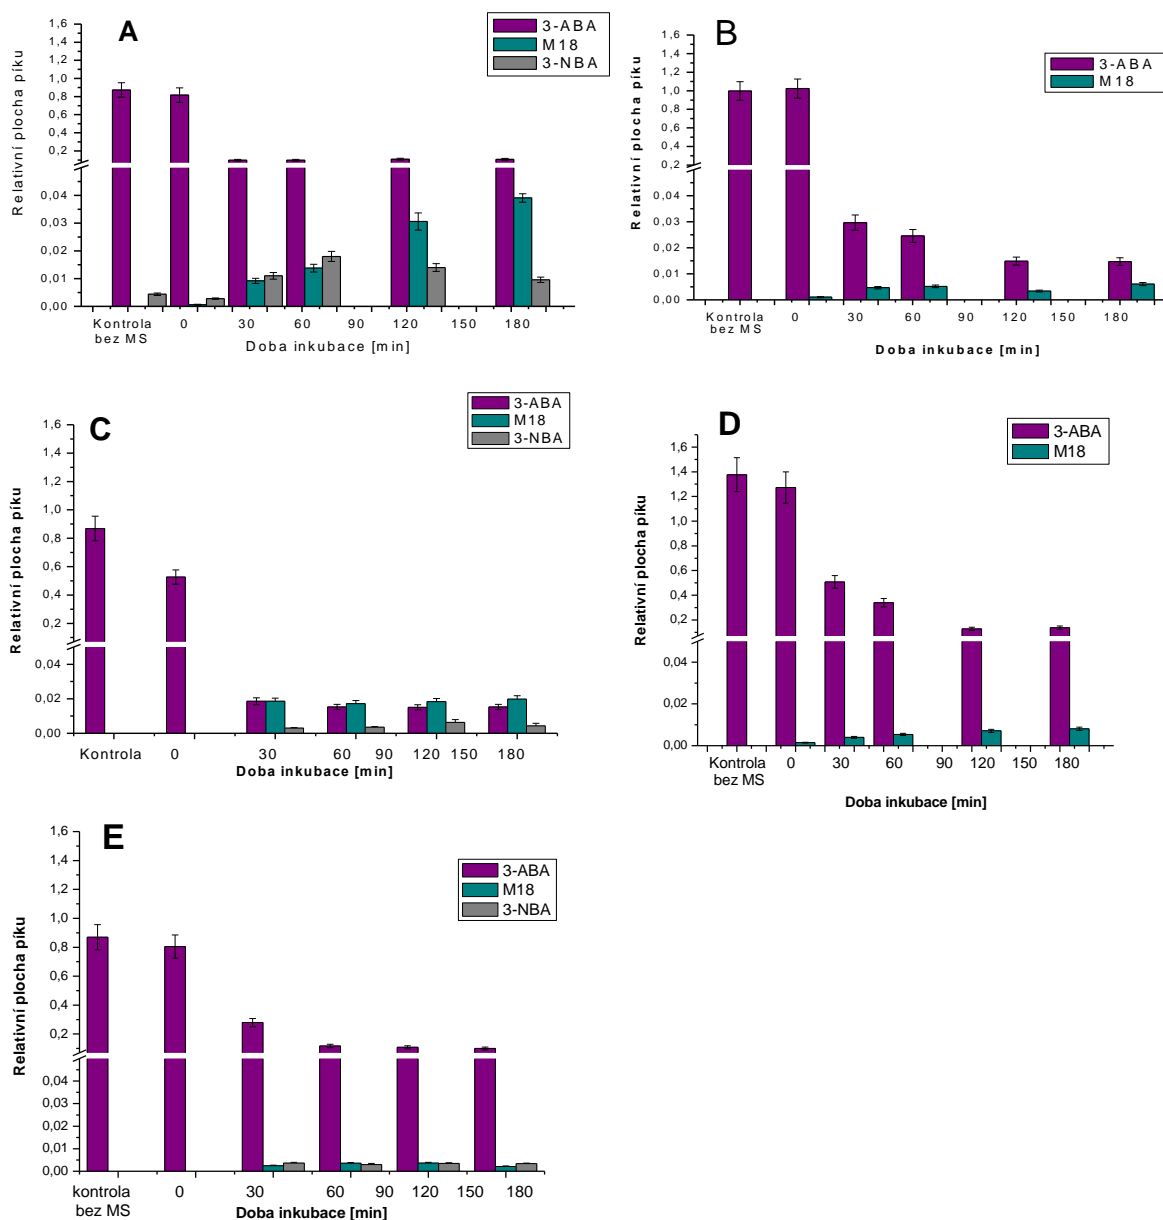 A
3-ABA
M18
3-NBA
Relativní plocha píku
1,6
1,4
1,2
1,0
0,8
0,6
0,4
0,2
0,04
0,03
0,02
0,01
0,00
Kontrola bez MS
0 30 60 90 120 150 180
Doba inkubace [min]
B
3-ABA
M18
Relativní plocha píku
1,6
1,4
1,2
1,0
0,8
0,6
0,4
0,2
0,05
0,04
0,03
0,02
0,01
0,00
Kontrola
bez MS
0 30 60 90 120 150 180
Doba inkubace [min]
C
3-ABA
M18
3-NBA
Relativní plocha píku
1,6
1,4
1,2
1,0
0,8
0,6
0,4
0,2
0,04
0,02
0,00
Kontrola 0 30 60 90 120 150 180
Doba inkubace [min]
D
3-ABA
M18
Relativní plocha píku
1,6
1,4
1,2
1,0
0,8
0,6
0,4
0,2
0,04
0,02
0,00
Kontrola
bez MS
0 30 60 90 120 150 180
Doba inkubace [min]
E
3-ABA
M18
3-NBA
Relativní plocha píku
1,6
1,4
1,2
1,0
0,8
0,6
0,4
0,2
0,04
0,03
0,02
0,01
0,00
kontrola
bez MS
0 30 60 90 120 150 180
Doba inkubace [min]